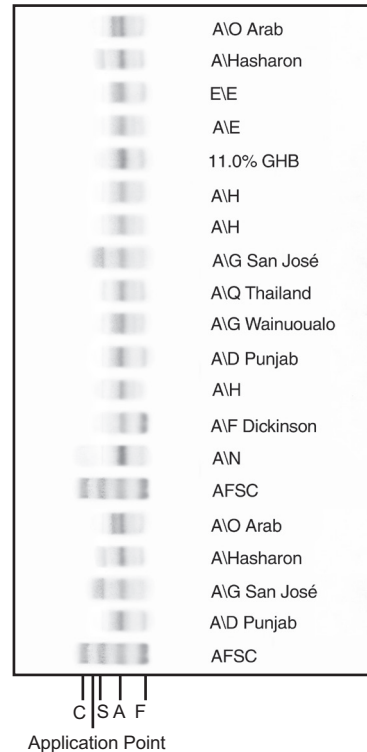 A\O Arab
A\Hasharon
E\E
A\E
11.0% GHB
A\H
A\H
A\G San José
A\Q Thailand
A\G Wainuoualo
A\D Punjab
A\H
A\F Dickinson
A\N
AFSC
A\O Arab
A\Hasharon
A\G San José
A\D Punjab
AFSC
C S A F
Application Point